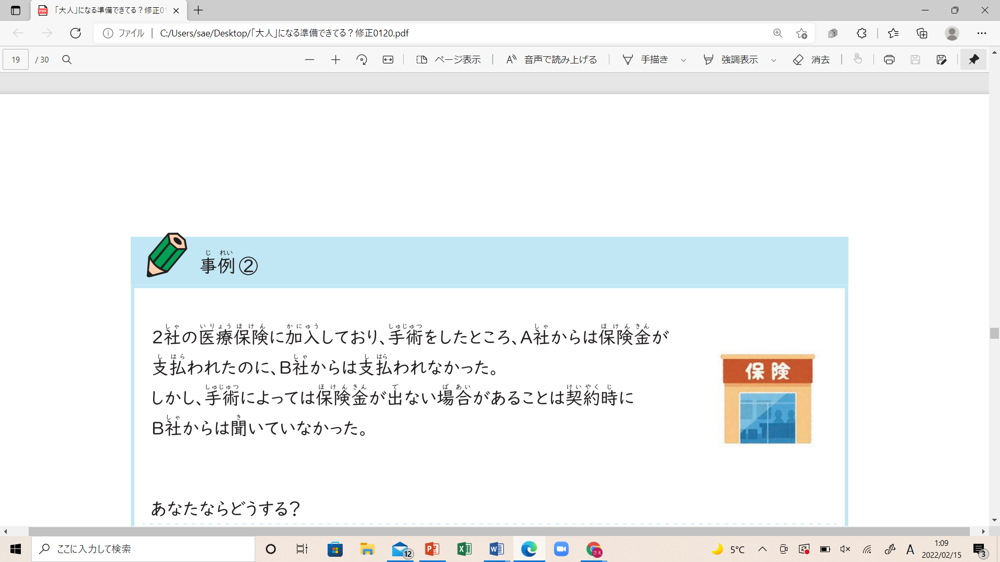 「大人」になる準備できてる？修正01
ファイル
C:/Users/sae/Desktop/「大人」になる準備できてる？修正0120.pdf
19 / 30
ページ表示
音声で読み上げる
手描き
強調表示
消去
じ れい
事例②
しゃ いりょうほけん かにゅう しゅじゅつ しゃ ほけんきん
2社の医療保険に加入しており、手術をしたところ、A社からは保険金が
し はら しゃ し はら
支払われたのに、B社からは支払われなかった。
しゅじゅつ ほけんきん で ばあい けいやくじ
しかし、手術によっては保険金が出ない場合があることは契約時に
しゃ き
B社からは聞いていなかった。
保険
あなたならどうする？
ここに入力して検索
12
さえ
5°C
A
1:09
2022/02/15
3